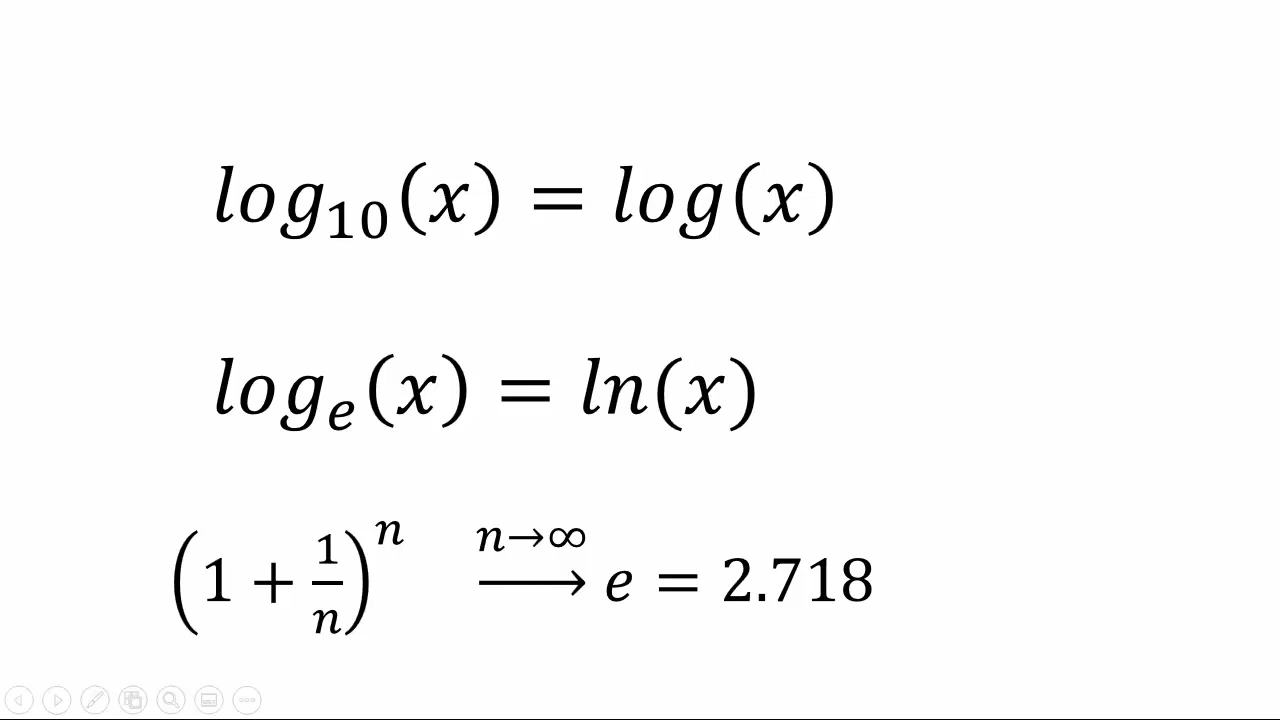 log₁₀(x) = log(x)
logₑ(x) = ln(x)
(1 + 1/n)ⁿ n→∞ ⟶ e = 2.718